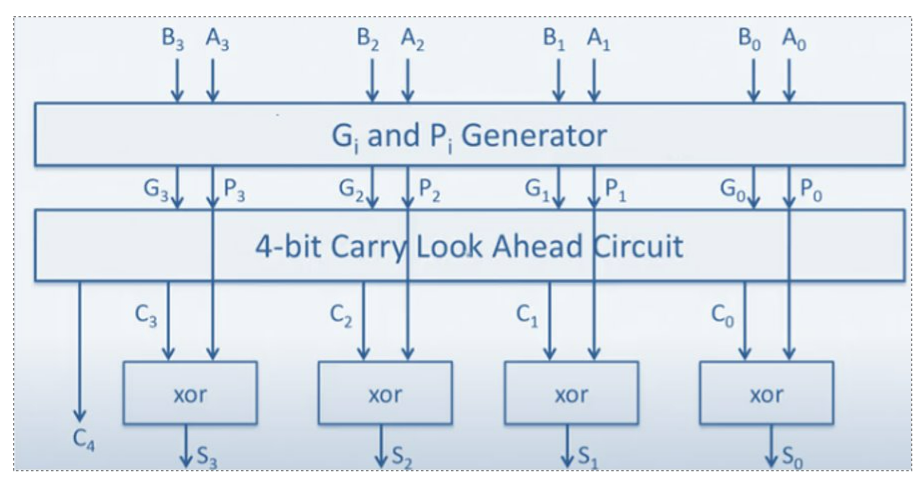 B₃ A₃ B₂ A₂ B₁ A₁ B₀ A₀
Gᵢ and Pᵢ Generator
G₃ P₃ G₂ P₂ G₁ P₁ G₀ P₀
4-bit Carry Look Ahead Circuit
C₃ C₂ C₁ C₀
xor xor xor xor
C₄
S₃ S₂ S₁ S₀